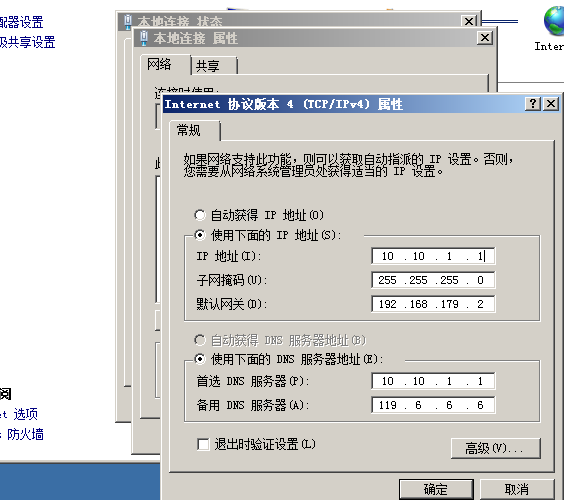 配器设置
本地连接 状态
本地连接 属性
级共享设置
Inter
网络
共享
连接时使用:
Internet 协议版本 4 (TCP/IPv4) 属性
常规
如果网络支持此功能，则可以获取自动指派的 IP 设置。否则，
您需要从网络系统管理员处获得适当的 IP 设置。
自动获得 IP 地址(O)
使用下面的 IP 地址(S):
IP 地址(I):
10 . 10 . 1 . 1
子网掩码(U):
255 .255 .255 . 0
默认网关(D):
192 .168 .179 . 2
自动获得 DNS 服务器地址(B)
使用下面的 DNS 服务器地址(E):
首选 DNS 服务器(P):
10 . 10 . 1 . 1
备用 DNS 服务器(A):
119 . 6 . 6 . 6
退出时验证设置(L)
高级(V)...
确定
取消
阅
et 选项
s 防火墙